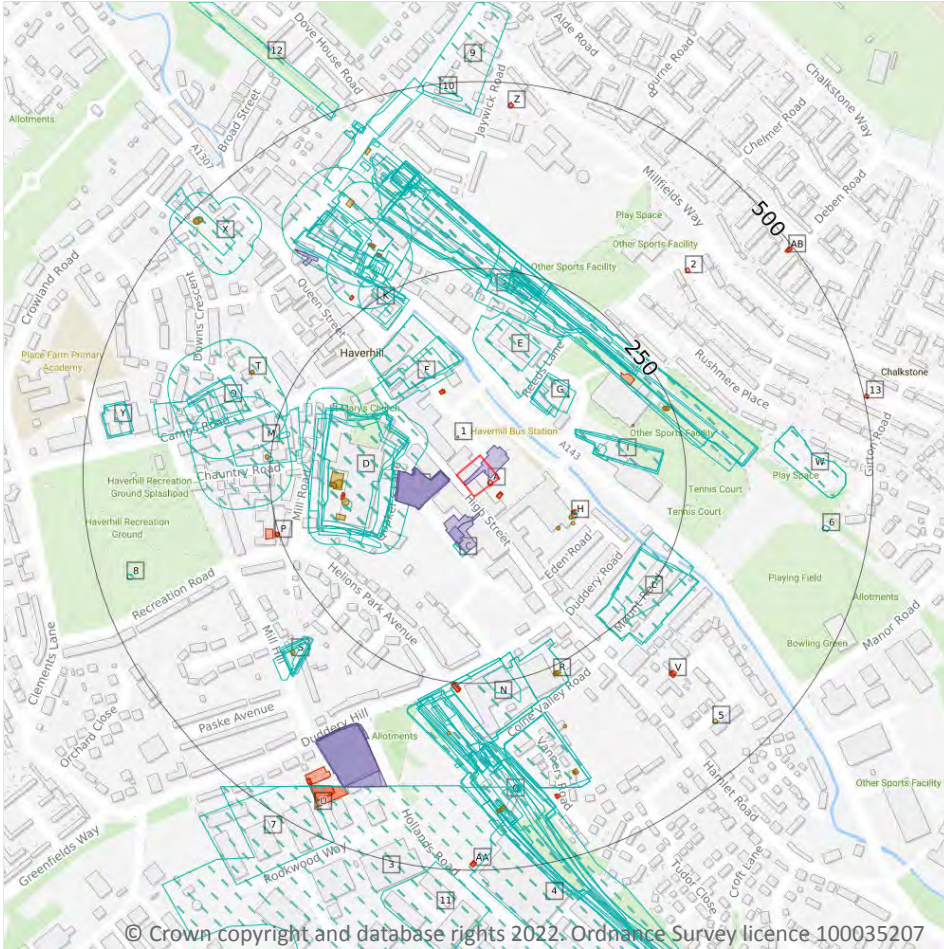 12
Dove House Road
9
10
Alde Road
Bourne Road
Chalkstone Way
Allotments
Broad Street
A1307
Jaywick Road
Z
Chelmer Road
Deben Road
Millfields Way
Play Space
500
AB
X
Other Sports Facility
2
Crowland Road
Downs Crescent
Queen Street
K
Other Sports Facility
250
Place Farm Primary
Academy
Haverhill
E
Reeds Lane
Rushmere Place
Chalkstone
13
T
F
G
Y
Camps Road
M
1
Haverhill Bus Station
A143
I
Other Sports Facility
Girton Road
W
Chauntry Road
D
Play Space
Haverhill
Recreation Ground
Splashpad
Mill Road
High Street
Tennis Court
Tennis Court
Haverhill
Recreation
Ground
P
H
6
8
Recreation Road
Helions Park Avenue
Eden Road
Duddery Road
L
Playing Field
Allotments
Manor Road
Bowling Green
Clements Lane
Mill Hill
S
R
V
N
Colne Valley Road
5
Orchard Close
Paske Avenue
Duddery Hill
Allotments
Tanners Road
Hamlet Road
Other Sports Facility
7
Greenfields Way
Rookwood Way
Hollands Road
3
AA
4
11
Tudor Close
Croft Lane
© Crown copyright and database rights 2022. Ordnance Survey licence 100035207